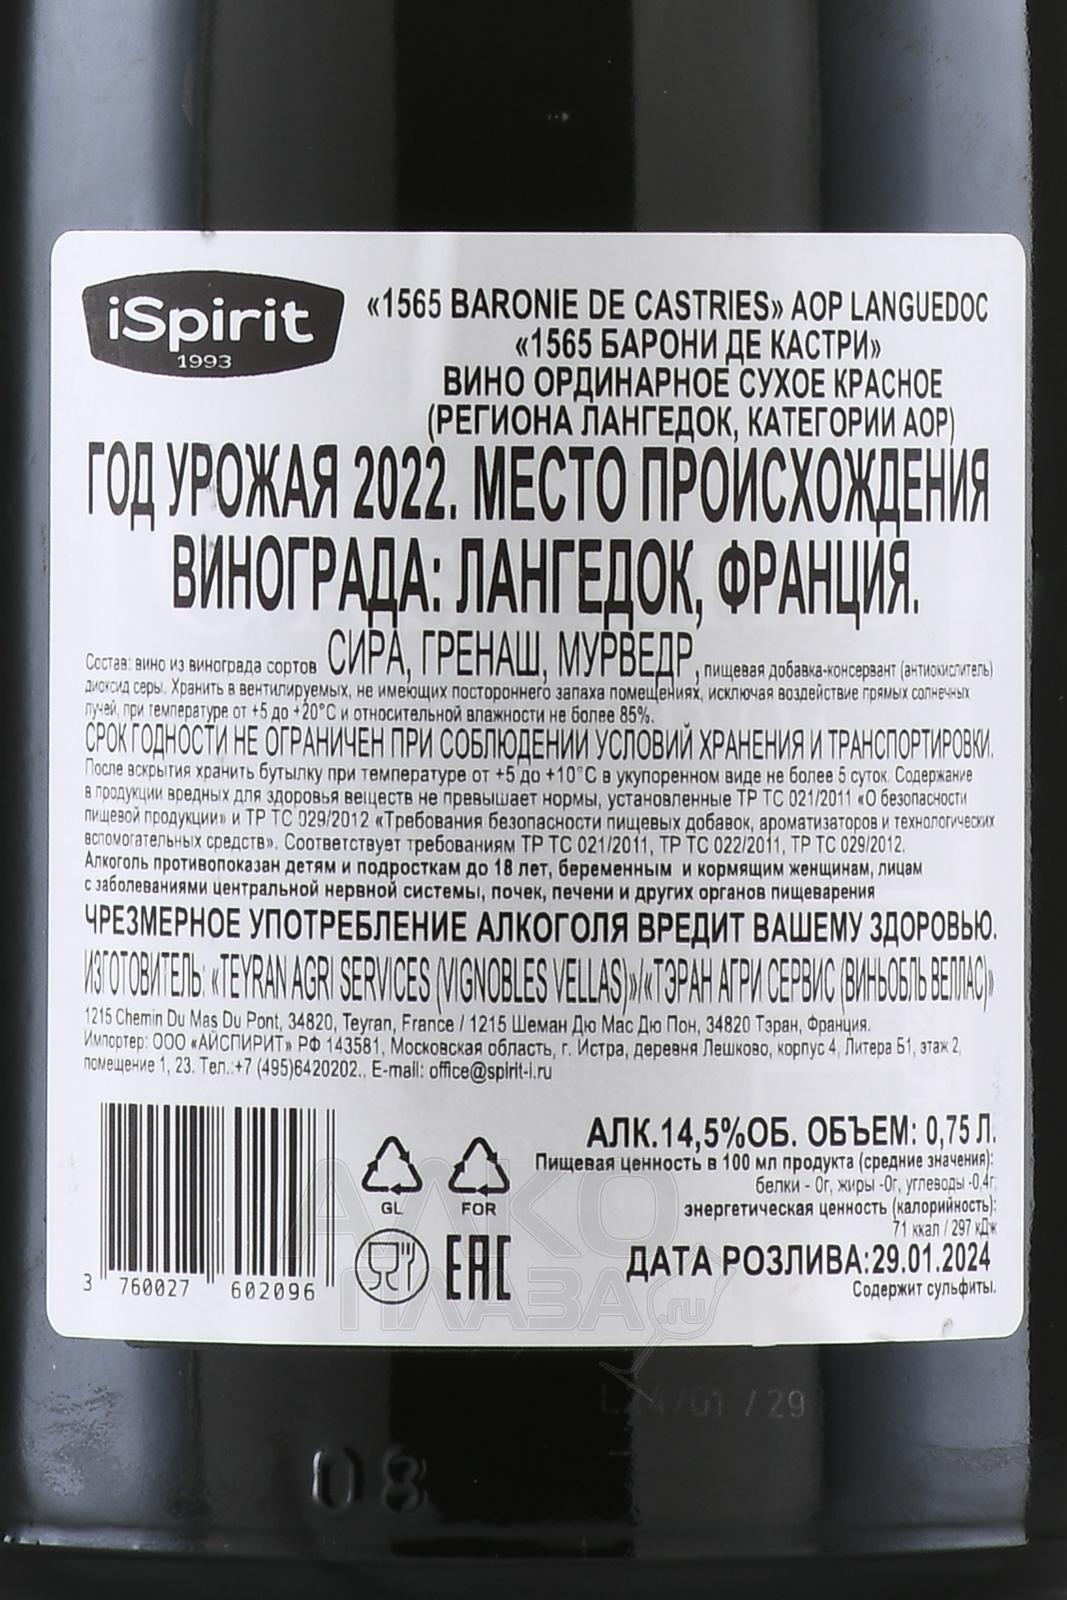 iSpirit
1993
«1565 BARONIE DE CASTRIES» AOP LANGUEDOC
«1565 БАРОНИ ДЕ КАСТРИ»
ВИНО ОРДИНАРНОЕ СУХОЕ КРАСНОЕ
(РЕГИОНА ЛАНГЕДОК, КАТЕГОРИИ АОР)
ГОД УРОЖАЯ 2022. МЕСТО ПРОИСХОЖДЕНИЯ
ВИНОГРАДА: ЛАНГЕДОК, ФРАНЦИЯ.
Состав: вино из винограда сортов СИРА, ГРЕНАШ, МУРВЕДР, пищевая добавка-консервант (антиокислитель)
диоксид серы. Хранить в вентилируемых, не имеющих постороннего запаха помещениях, исключая воздействие прямых солнечных
лучей, при температуре от +5 до +20°С и относительной влажности не более 85%.
СРОК ГОДНОСТИ НЕ ОГРАНИЧЕН ПРИ СОБЛЮДЕНИИ УСЛОВИЙ ХРАНЕНИЯ И ТРАНСПОРТИРОВКИ.
После вскрытия хранить бутылку при температуре от +5 до +10°С в укупоренном виде не более 5 суток. Содержание
в продукции вредных для здоровья веществ не превышает нормы, установленные ТР ТС 021/2011 «О безопасности
пищевой продукции» и ТР ТС 029/2012 «Требования безопасности пищевых добавок, ароматизаторов и технологических
вспомогательных средств». Соответствует требованиям ТР ТС 021/2011, ТР ТС 022/2011, ТР ТС 029/2012.
Алкоголь противопоказан детям и подросткам до 18 лет, беременным и кормящим женщинам, лицам
с заболеваниями центральной нервной системы, почек, печени и других органов пищеварения
ЧРЕЗМЕРНОЕ УПОТРЕБЛЕНИЕ АЛКОГОЛЯ ВРЕДИТ ВАШЕМУ ЗДОРОВЬЮ.
ИЗГОТОВИТЕЛЬ: «TEYRAN AGRI SERVICES (VIGNOBLES VELLAS)»/«ТЭРАН АГРИ СЕРВИС (ВИНЬОБЛЬ ВЕЛЛАС)»
1215 Chemin Du Mas Du Pont, 34820, Teyran, France / 1215 Шеман Дю Мас Дю Пон, 34820 Тэран, Франция.
Импортер: ООО «АЙСПИРИТ» РФ 143581, Московская область, г. Истра, деревня Лешково, корпус 4, Литера Б1, этаж 2,
помещение 1, 23. Тел.:+7 (495)6420202., E-mail: office@spirit-i.ru
АЛК.14,5%ОБ. ОБЪЕМ: 0,75 Л.
Пищевая ценность в 100 мл продукта (средние значения):
белки - 0г, жиры -0г, углеводы -0,4г,
энергетическая ценность (калорийность):
71 ккал / 297 кДж
ДАТА РОЗЛИВА:29.01.2024
Содержит сульфиты.
GL
FOR
EAC
3 760027 602096
АЛКО
ПЛАЗА.ru
L24/01 / 29
08